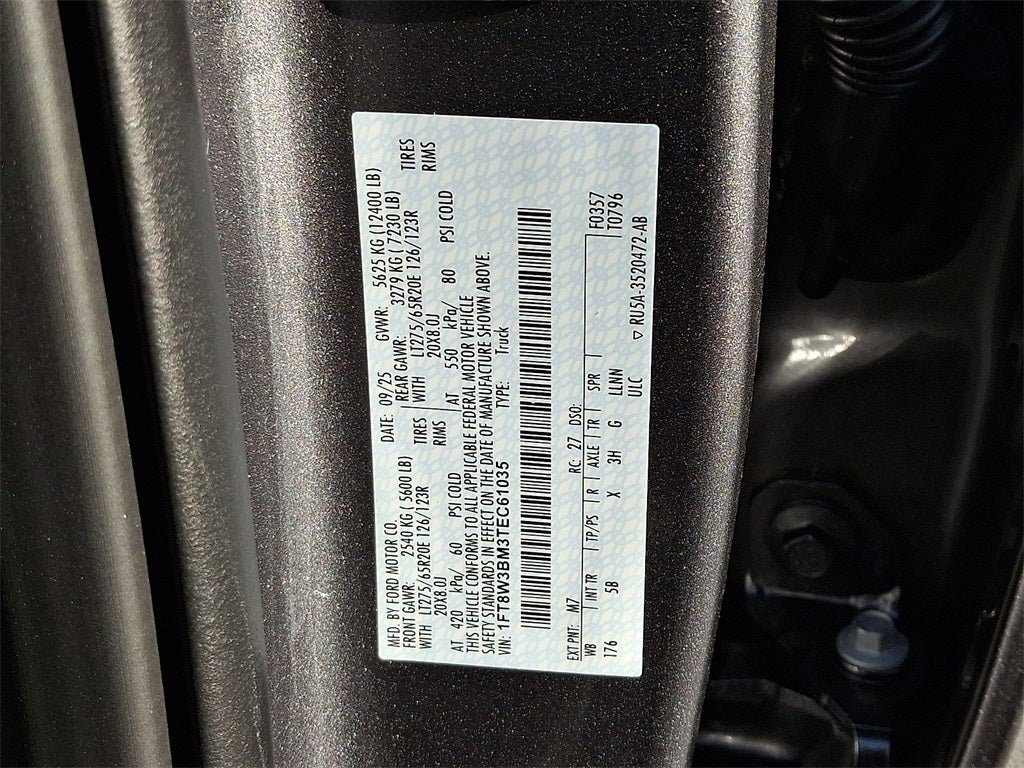 MFD. BY FORD MOTOR CO.
DATE: 09/25 GVWR: 5625 KG (12400 LB)
FRONT GAWR: 2540 KG ( 5600 LB) REAR GAWR: 3279 KG ( 7230 LB)
WITH LT275/65R20E 126/123R TIRES WITH LT275/65R20E 126/123R TIRES
20X8.0J RIMS 20X8.0J RIMS
AT 420 kPa/ 60 PSI COLD AT 550 kPa/ 80 PSI COLD
THIS VEHICLE CONFORMS TO ALL APPLICABLE FEDERAL MOTOR VEHICLE
SAFETY STANDARDS IN EFFECT ON THE DATE OF MANUFACTURE SHOWN ABOVE.
VIN: 1FT8W3BM3TEC61035 TYPE: Truck
EXT PNT: M7 RC: 27 DSO: F0357
WB INT TR TP/PS R AXLE TR SPR T0796
176 5B X 3H G LLNN
ULC ▽ RU5A-3520472-AB